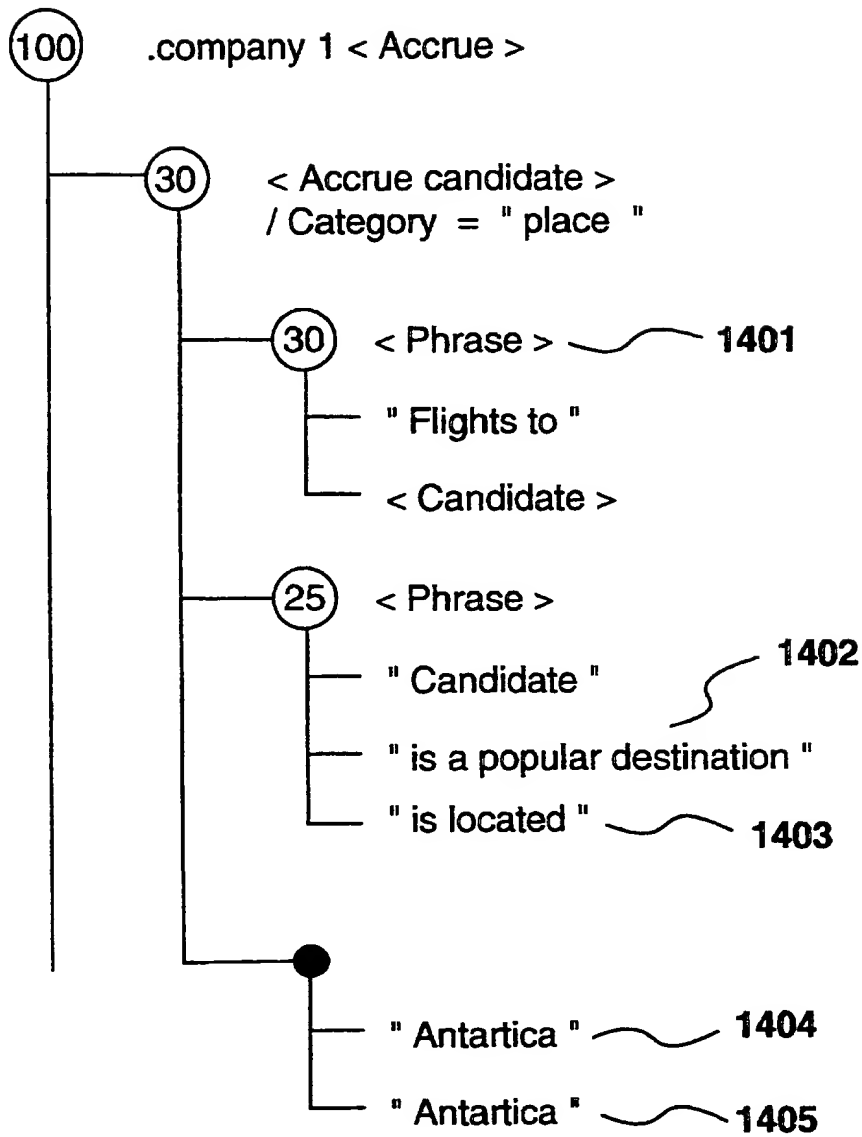 100 .company 1 < Accrue >
30 < Accrue candidate >
/ Category = " place "
30 < Phrase > 1401
" Flights to "
< Candidate >
25 < Phrase >
1402
" Candidate "
" is a popular destination "
" is located " 1403
" Antartica " 1404
" Antartica " 1405